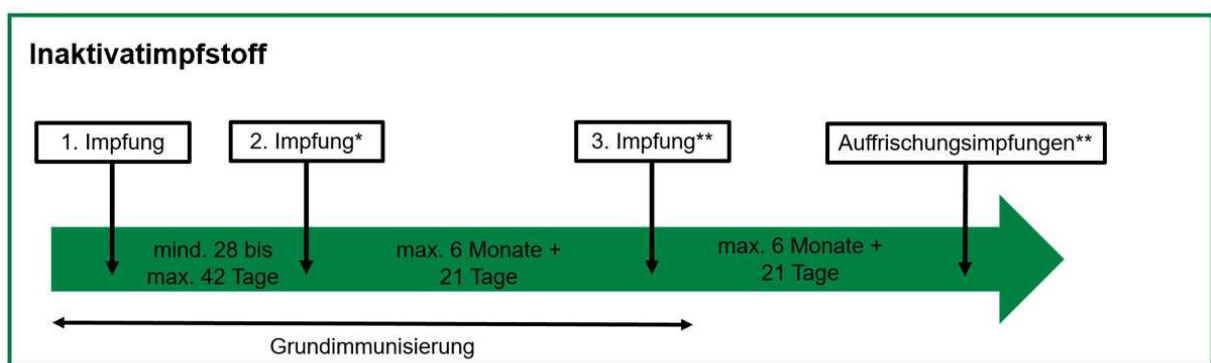 Inaktivatimpfstoff
1. Impfung
2. Impfung*
3. Impfung**
Auffrischungsimpfungen**
mind. 28 bis
max. 42 Tage
max. 6 Monate +
21 Tage
max. 6 Monate +
21 Tage
Grundimmunisierung